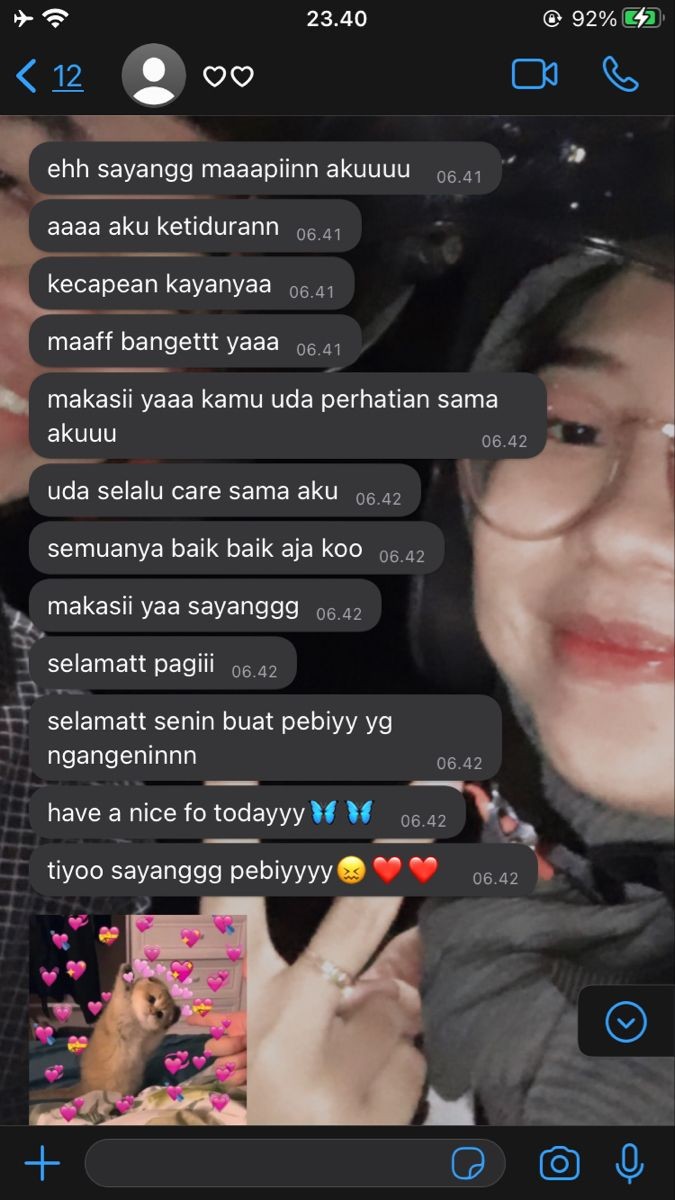 23.40
92%
12
♡♡
ehh sayangg maaapiinn akuuuu 06.41
aaaa aku ketidurann 06.41
kecapean kayanyaa 06.41
maaff bangettt yaaa 06.41
makasii yaaa kamu uda perhatian sama
akuuu 06.42
uda selalu care sama aku 06.42
semuanya baik baik aja koo 06.42
makasii yaa sayanggg 06.42
selamatt pagiii 06.42
selamatt senin buat pebiyy yg
ngangeninnn 06.42
have a nice fo todayyy🦋🦋 06.42
tiyoo sayanggg pebiyyyy😖❤️❤️ 06.42